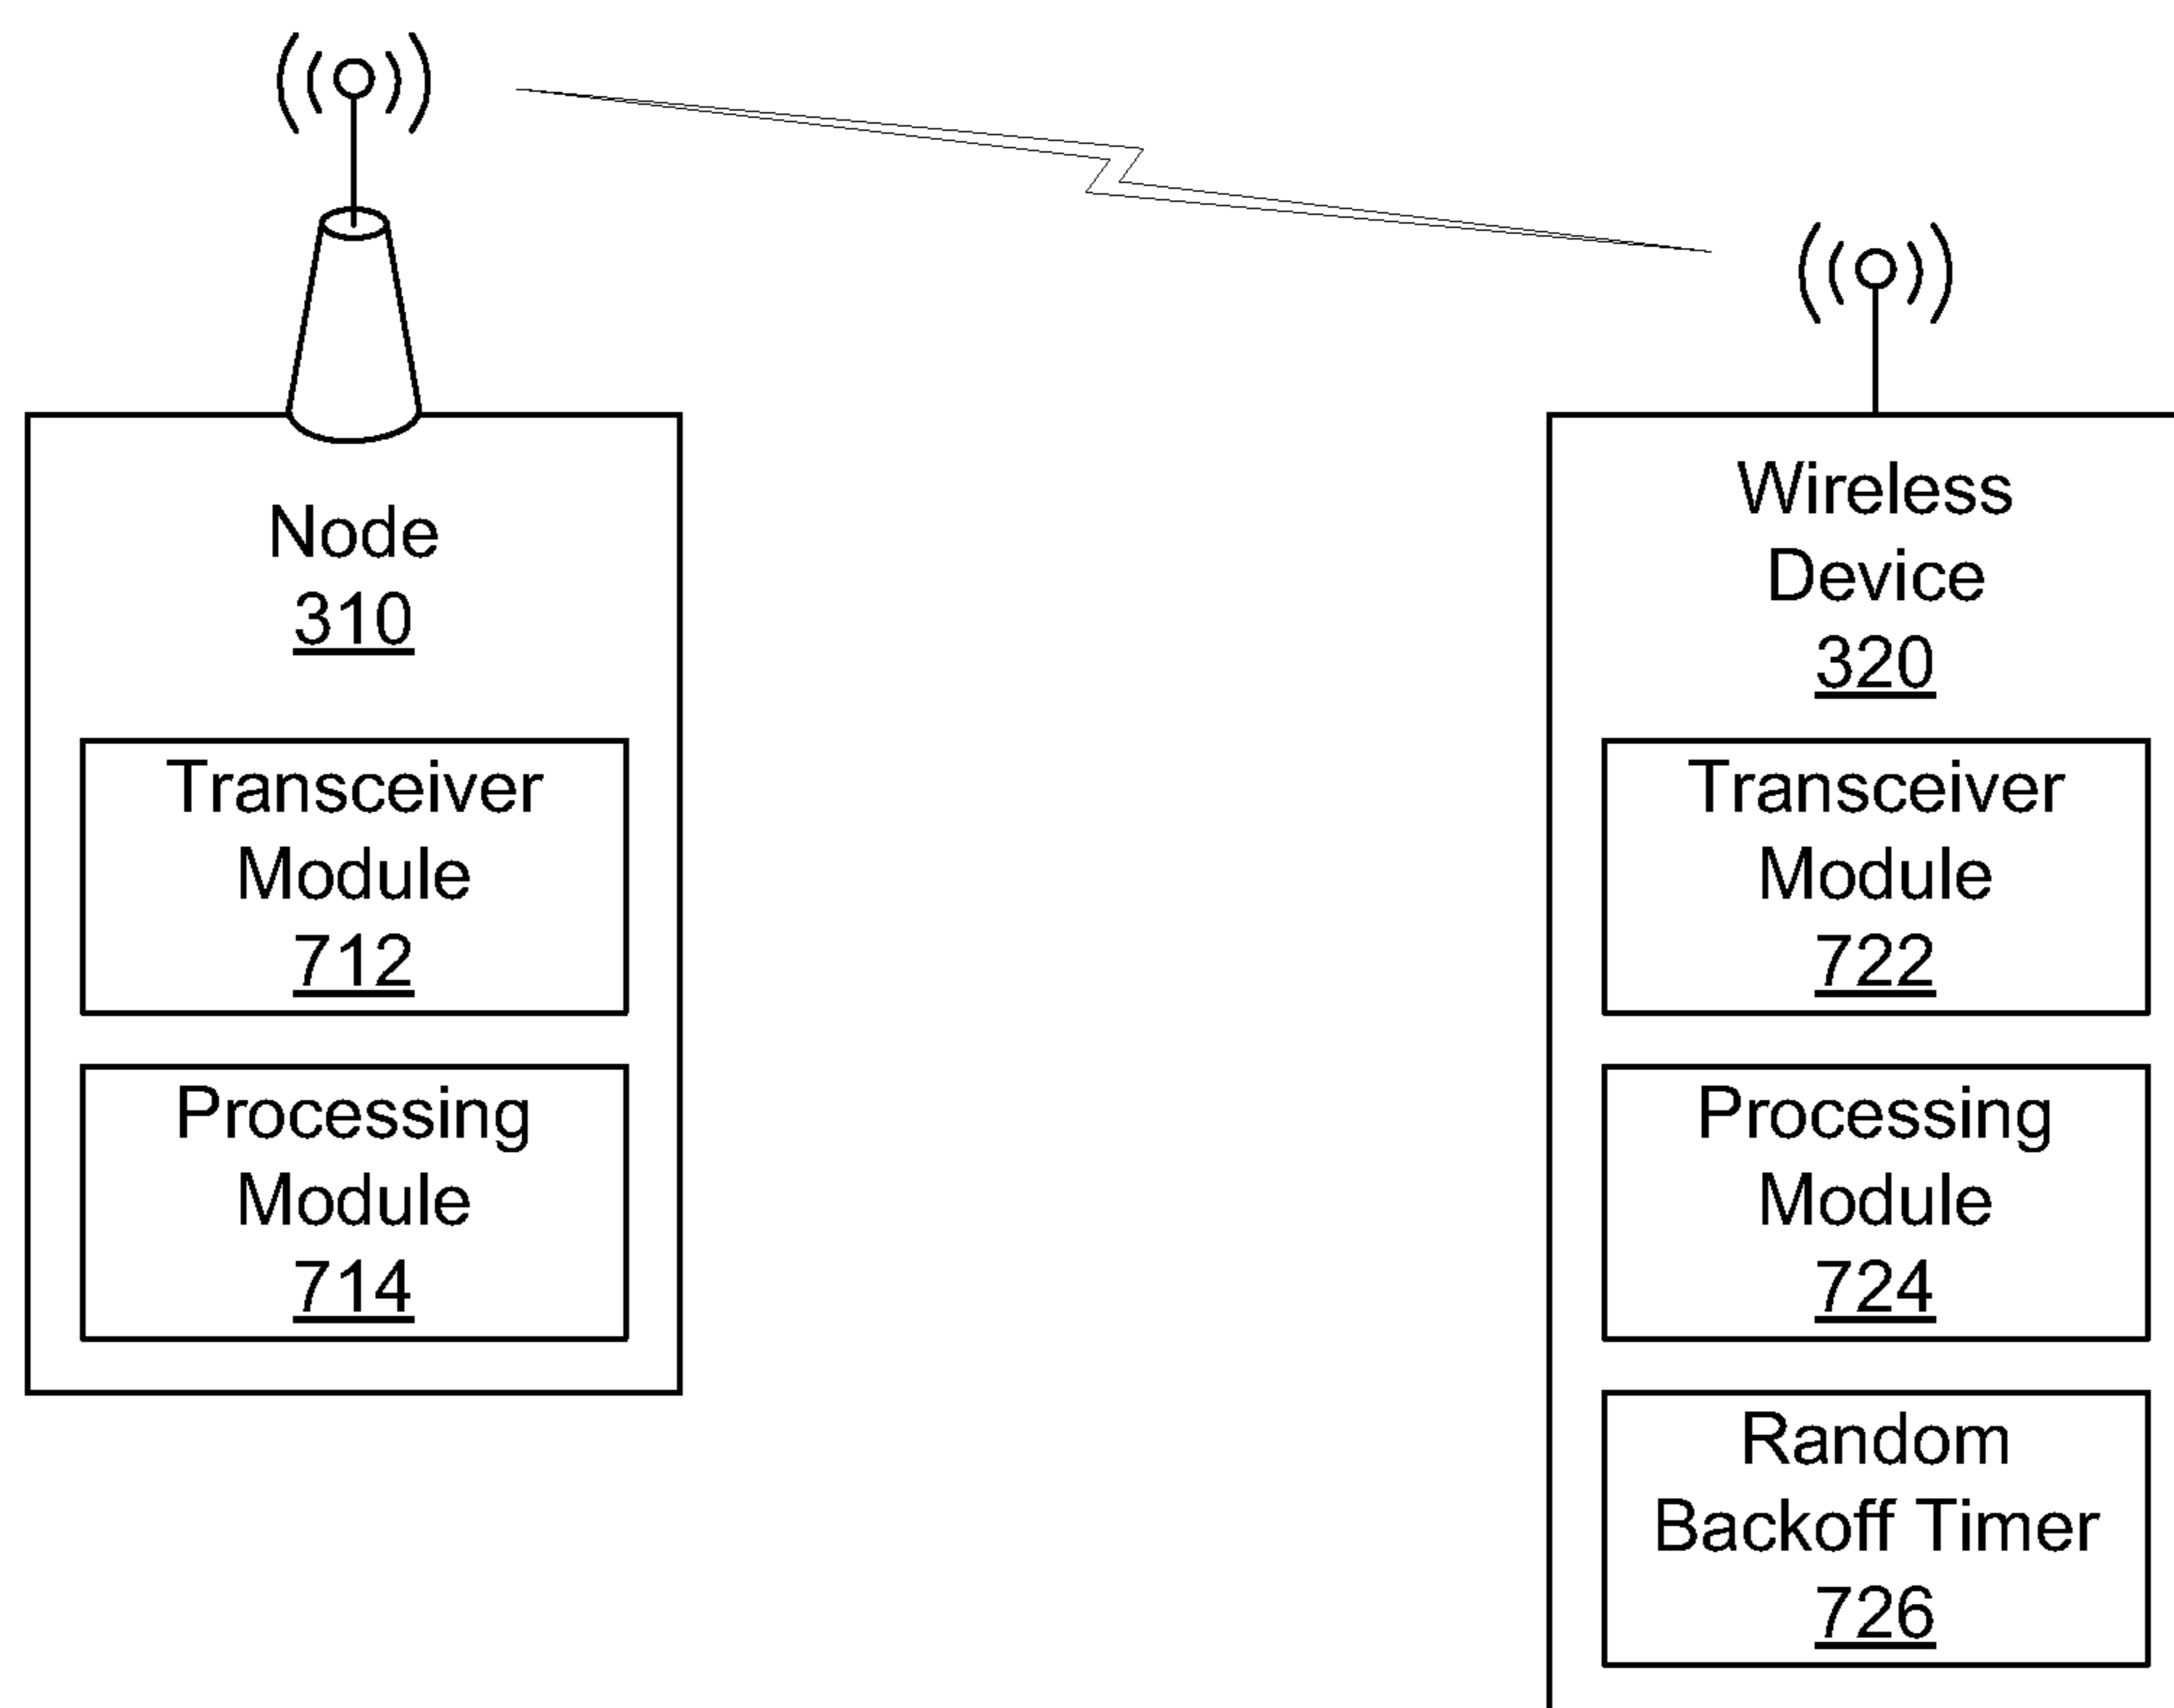 Node
310
Transceiver
Module
712
Processing
Module
714
Wireless
Device
320
Transceiver
Module
722
Processing
Module
724
Random
Backoff Timer
726